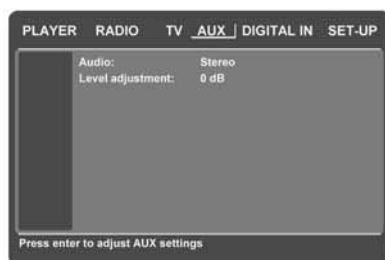 PLAYER RADIO TV AUX DIGITAL IN SET-UP
Audio: Stereo
Level adjustment: 0 dB
Press enter to adjust AUX settings